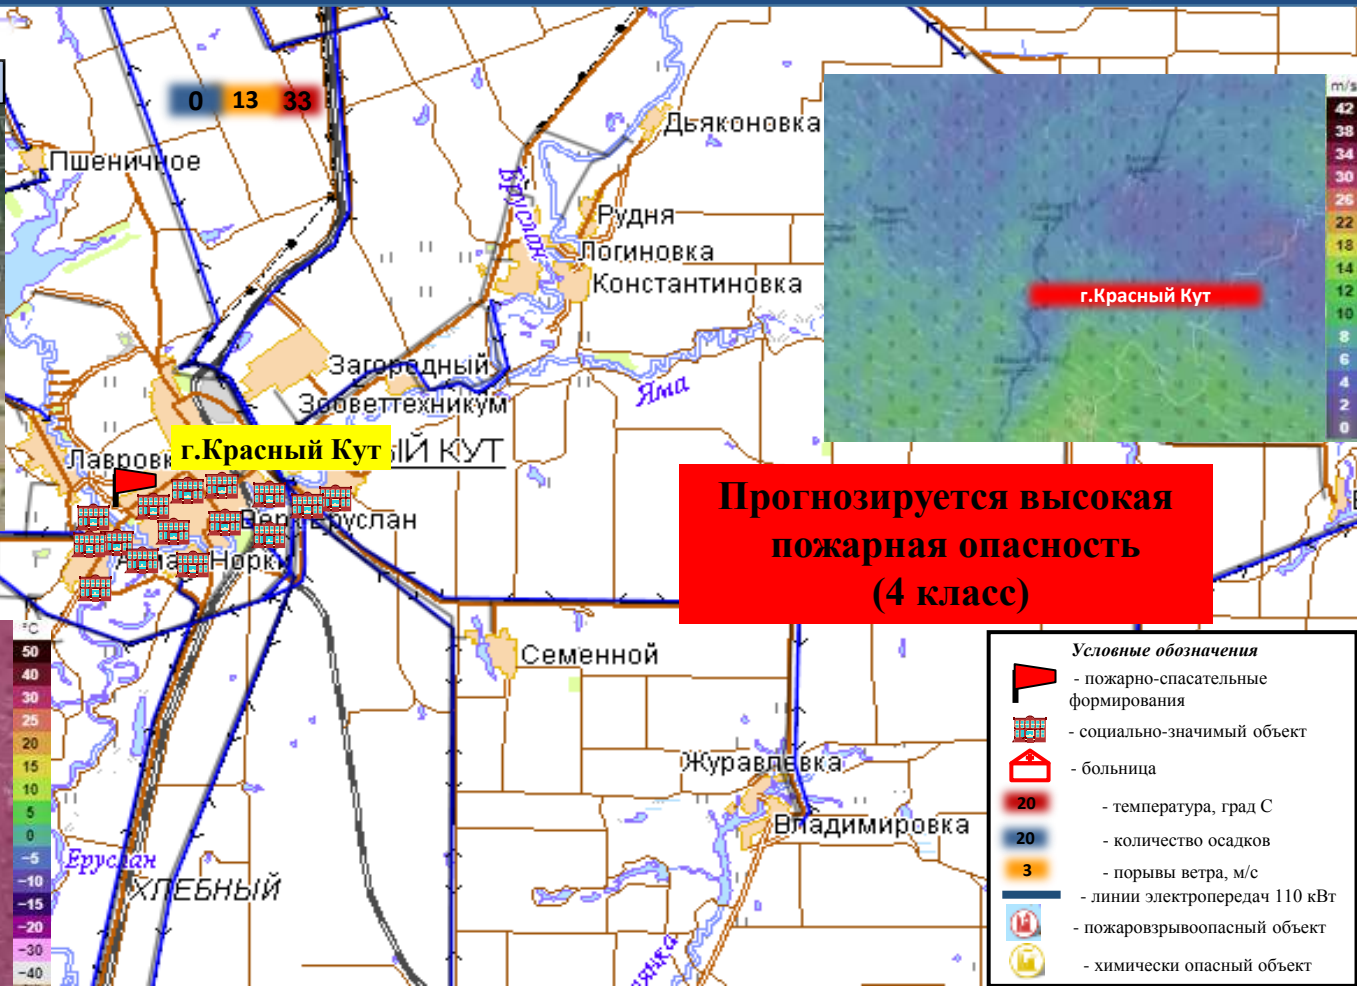 0 13 33
Пшеничное
Дьяконовка
Еруслан
Рудня
Логиновка
Константиновка
Загородный
Зооветтехникум
Яма
г.Красный Кут
ЫЙ КУТ
Лавровка
Верх Еруслан
Норки
Семенной
Журавлевка
Владимировка
Еруслан
ХЛЕБНЫЙ
m/s
42
38
34
30
26
22
18
14
12
10
8
6
4
2
0
г.Красный Кут
Прогнозируется высокая
пожарная опасность
(4 класс)
°C
50
40
30
25
20
15
10
5
0
−5
−10
−15
−20
−30
−40
Условные обозначения
- пожарно-спасательные
формирования
- социально-значимый объект
- больница
20 - температура, град С
20 - количество осадков
3 - порывы ветра, м/с
- линии электропередач 110 кВт
- пожаровзрывоопасный объект
- химически опасный объект